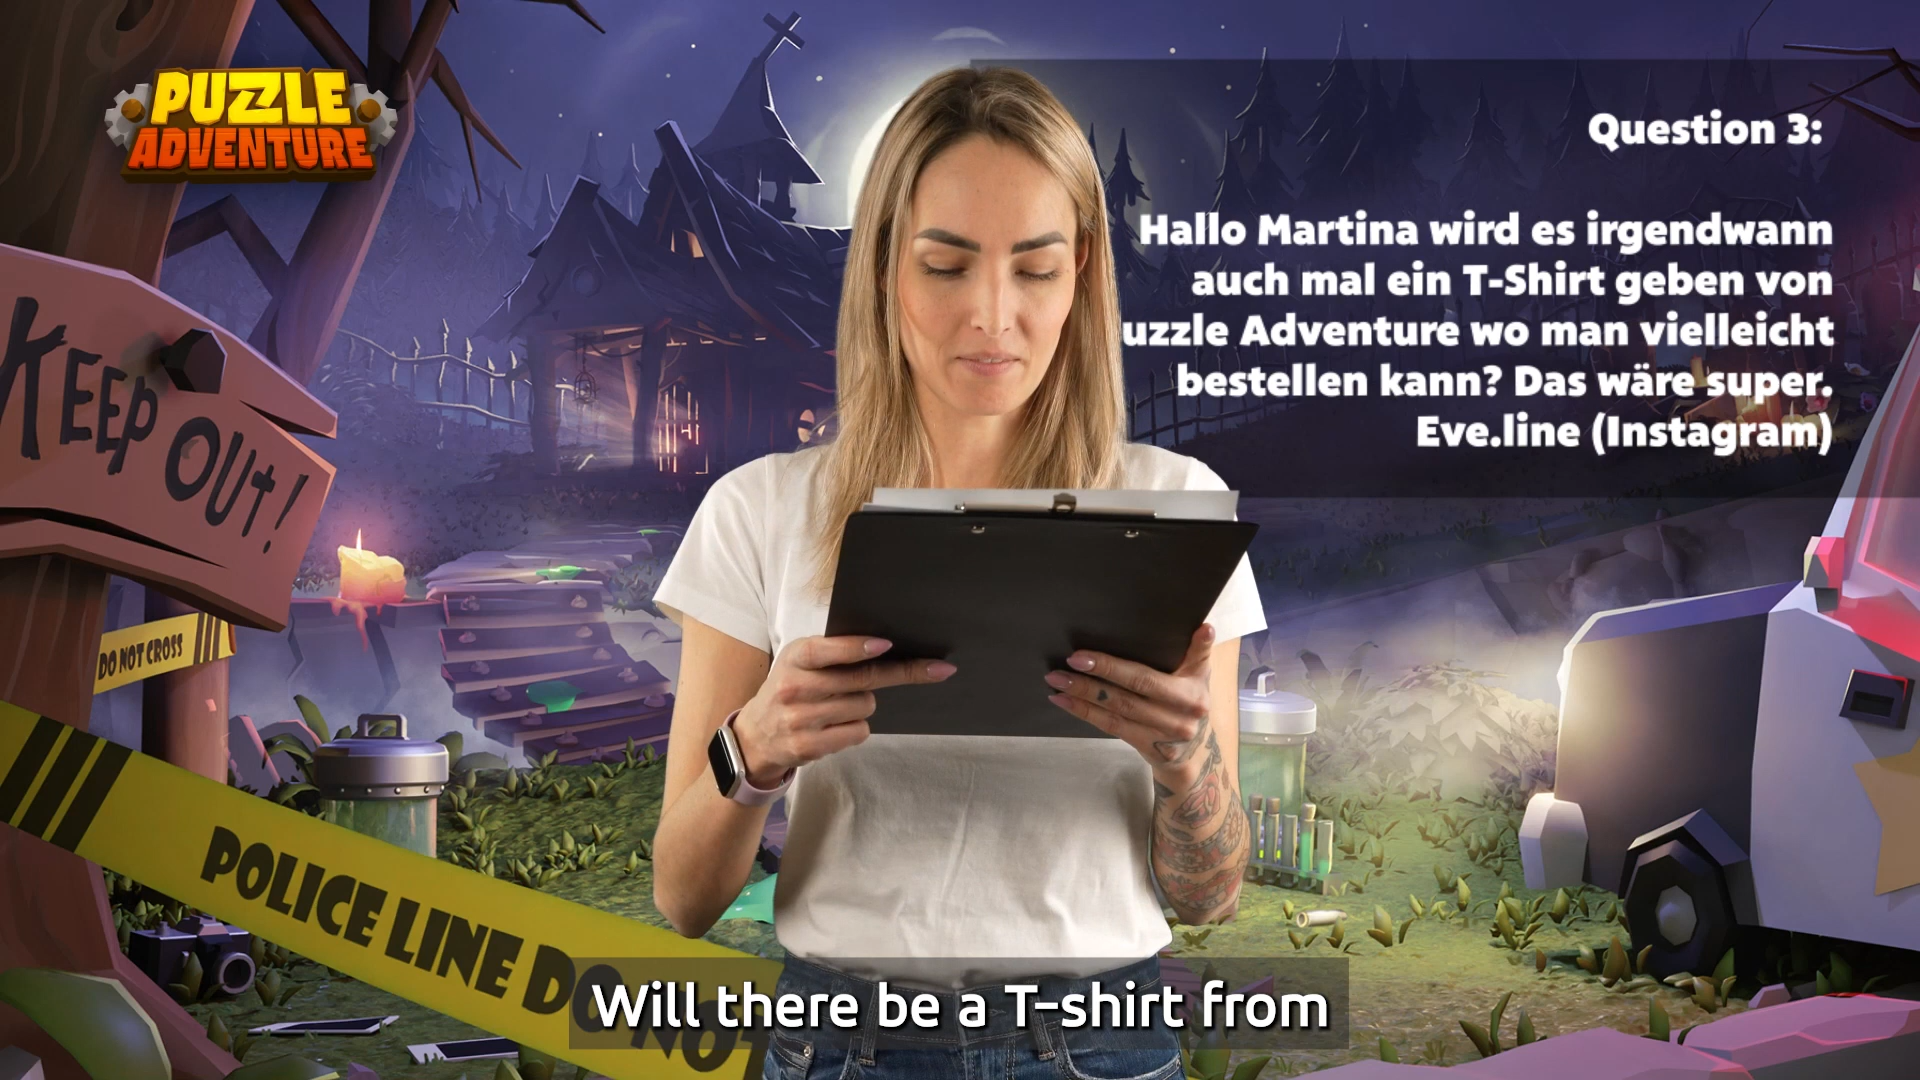 PUZZLE
ADVENTURE
Question 3:
Hallo Martina wird es irgendwann
auch mal ein T-Shirt geben von
uzzle Adventure wo man vielleicht
bestellen kann? Das wäre super.
Eve.line (Instagram)
KEEP OUT!
DO NOT CROSS
POLICE LINE DO NOT
Will there be a T-shirt from